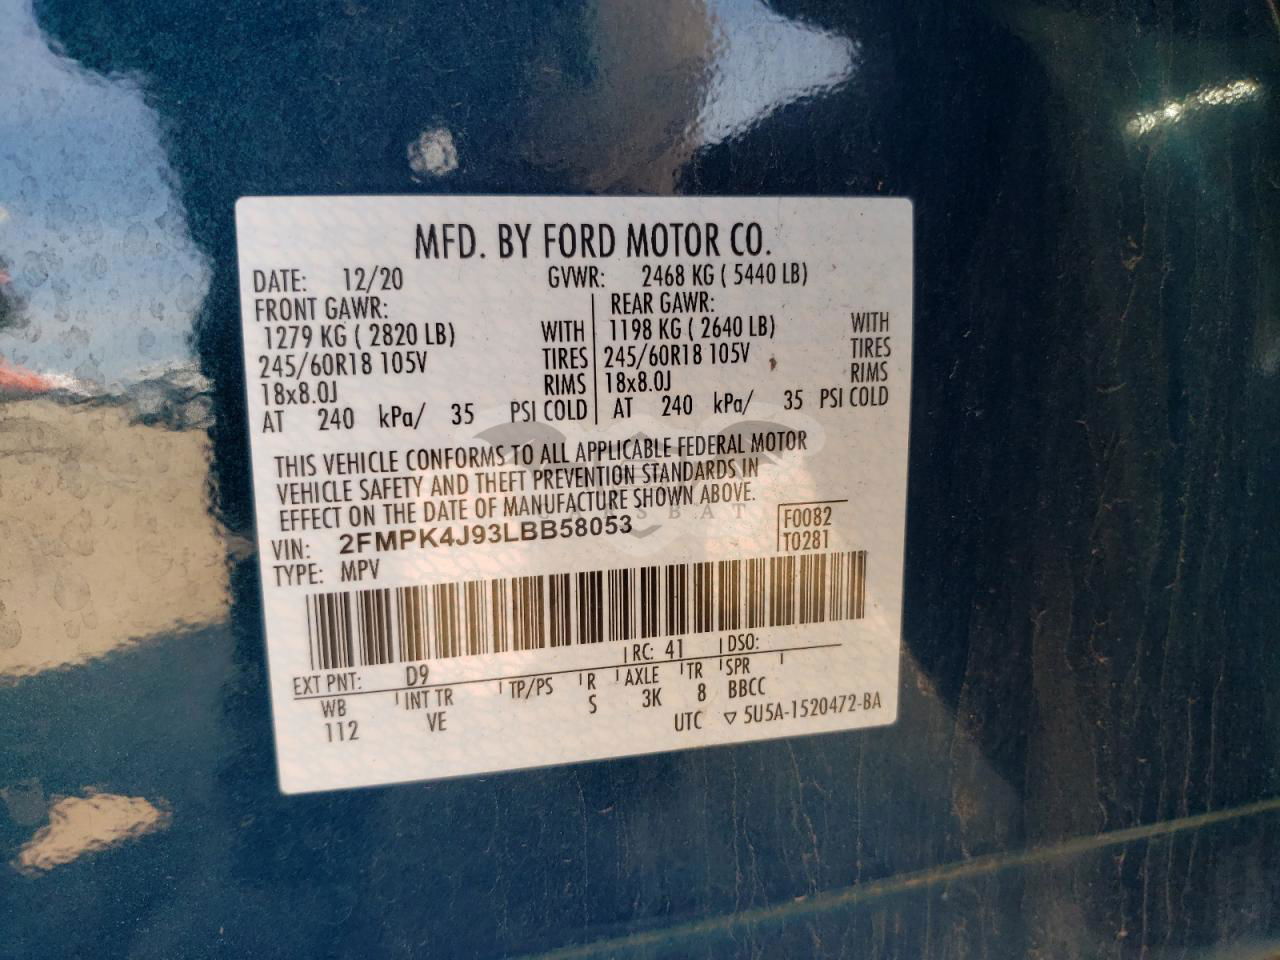 MFD. BY FORD MOTOR CO.
DATE: 12/20 GVWR: 2468 KG ( 5440 LB)
FRONT GAWR: REAR GAWR:
1279 KG ( 2820 LB) WITH 1198 KG ( 2640 LB) WITH
245/60R18 105V TIRES 245/60R18 105V TIRES
18x8.0J RIMS 18x8.0J RIMS
AT 240 kPa/ 35 PSI COLD AT 240 kPa/ 35 PSI COLD
THIS VEHICLE CONFORMS TO ALL APPLICABLE FEDERAL MOTOR
VEHICLE SAFETY AND THEFT PREVENTION STANDARDS IN
EFFECT ON THE DATE OF MANUFACTURE SHOWN ABOVE.
VIN: 2FMPK4J93LBB58053 F0082
TYPE: MPV T0281
EXT PNT: D9 RC: 41 DSO:
WB INT TR TP/PS R AXLE TR SPR
112 VE S 3K 8 BBCC
UTC ▽ 5U5A-1520472-BA